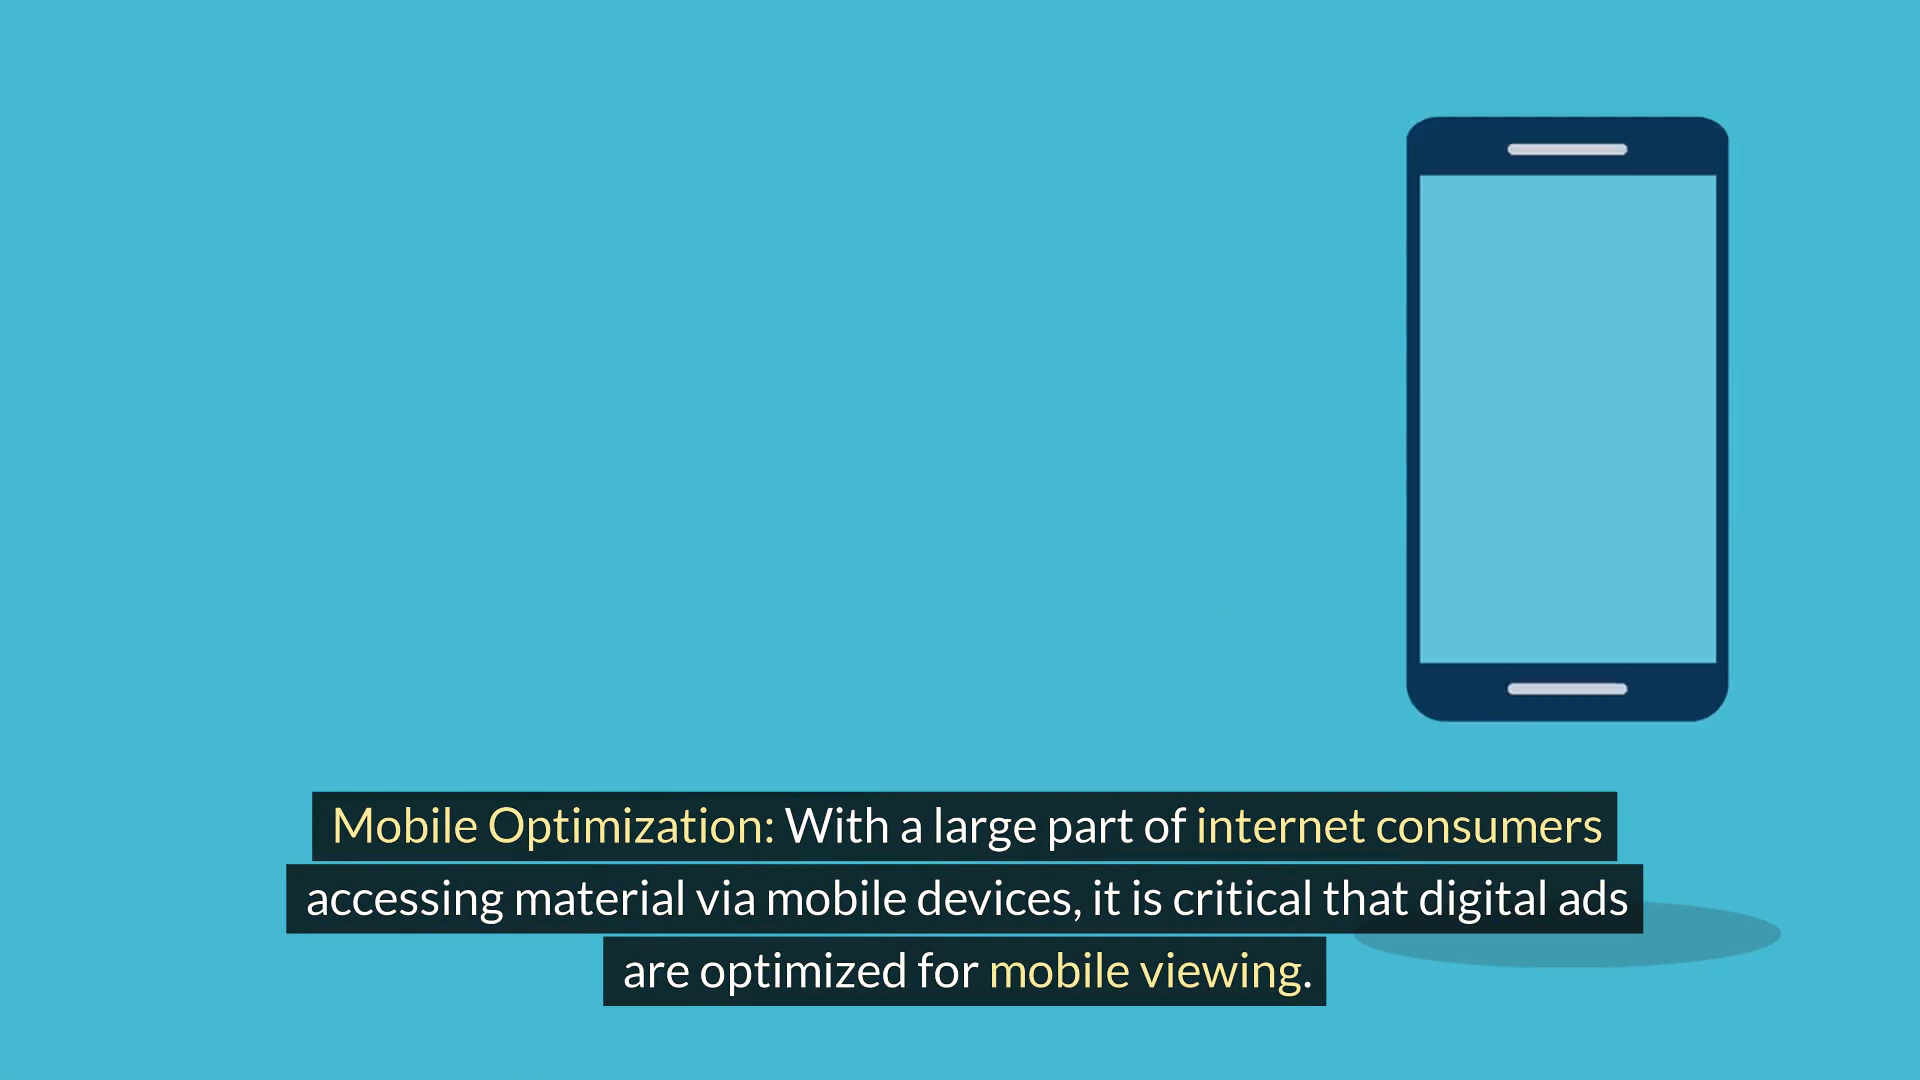 Mobile Optimization: With a large part of internet consumers
accessing material via mobile devices, it is critical that digital ads
are optimized for mobile viewing.